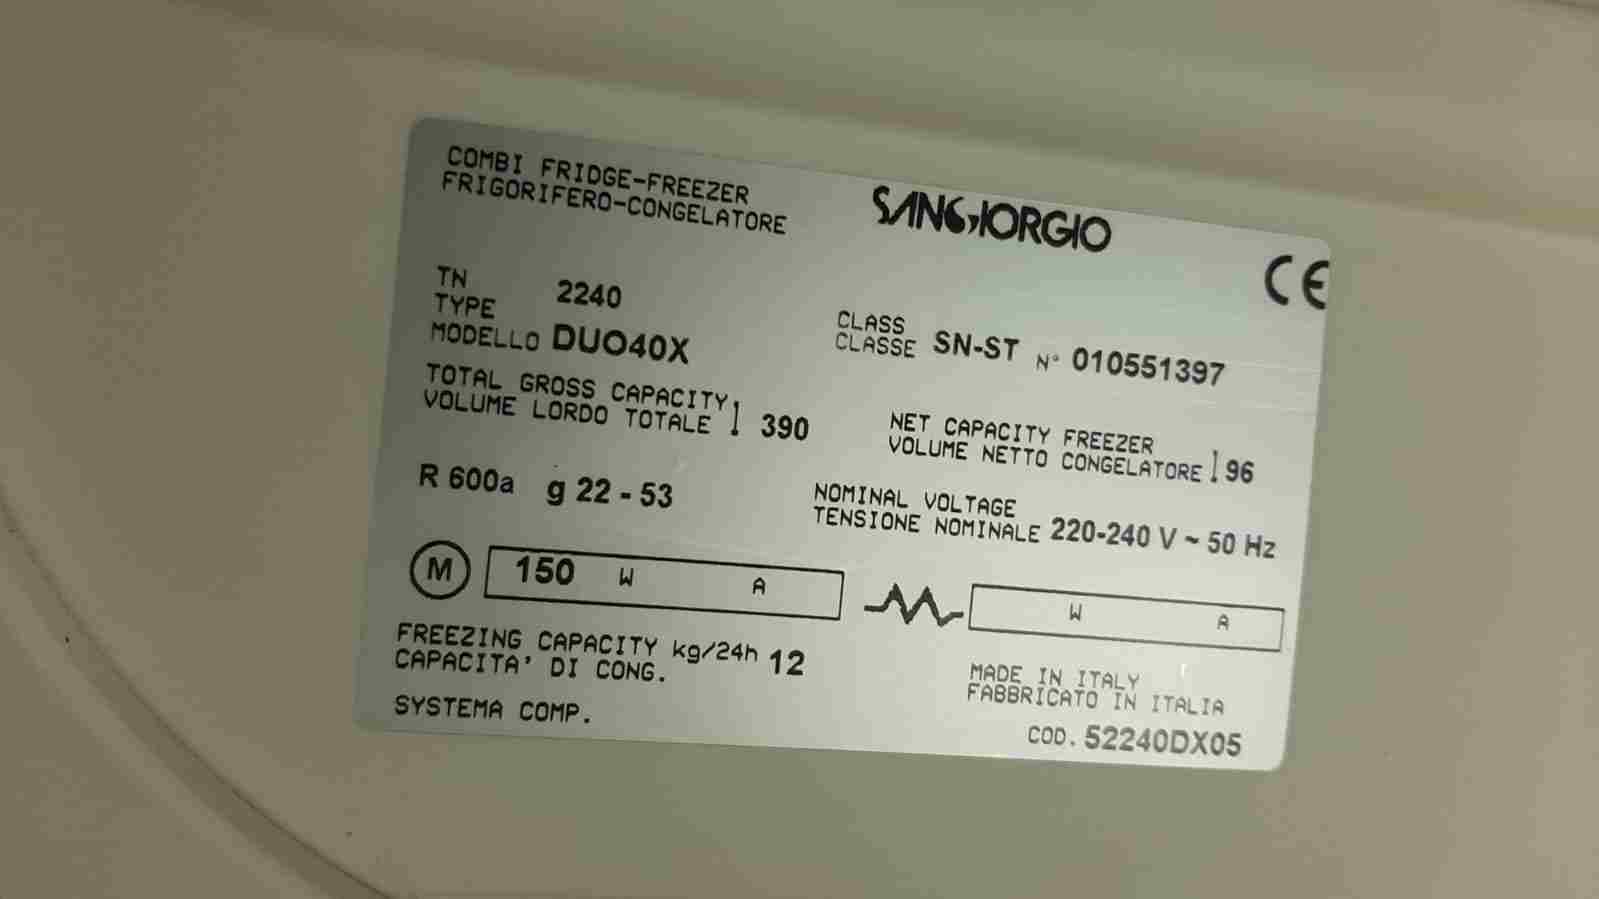 COMBI FRIDGE-FREEZER
FRIGORIFERO-CONGELATORE
SANGIORGIO
CE
TN
TYPE 2240
MODELLO DUO40X
CLASS
CLASSE SN-ST N° 010551397
TOTAL GROSS CAPACITY
VOLUME LORDO TOTALE l 390
NET CAPACITY FREEZER
VOLUME NETTO CONGELATORE l 96
R 600a g 22 - 53
NOMINAL VOLTAGE
TENSIONE NOMINALE 220-240 V ~ 50 Hz
M 150 W A
W A
FREEZING CAPACITY kg/24h 12
CAPACITA' DI CONG.
SYSTEMA COMP.
MADE IN ITALY
FABBRICATO IN ITALIA
COD. 52240DX05